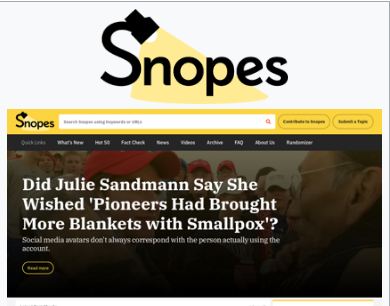 Snopes
Snopes Search Snopes using Keywords or URLs Contribute to Snopes Submit a Topic
Quick Links What's New Hot 50 Fact Check News Videos Archive FAQ About Us Randomizer
Did Julie Sandmann Say She
Wished 'Pioneers Had Brought
More Blankets with Smallpox'?
Social media avatars don't always correspond with the person actually using the
account.
Read more